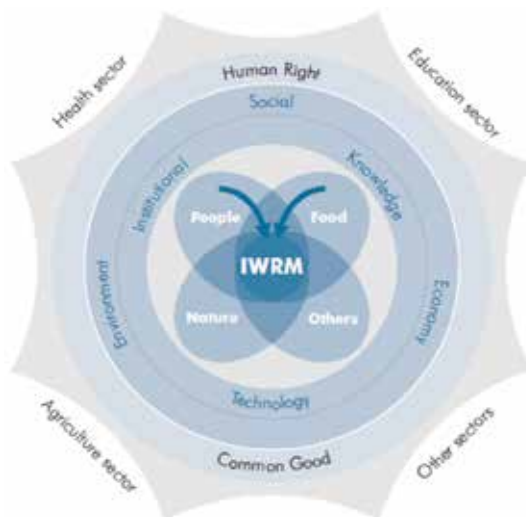 Health sector
Education sector
Human Right
Social
Institutional
Knowledge
People
Food
IWRM
Nature
Others
Environment
Economy
Technology
Common Good
Agriculture sector
Other sectors